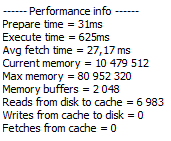 ------ Performance info ------
Prepare time = 31ms
Execute time = 625ms
Avg fetch time = 27,17 ms
Current memory = 10 479 512
Max memory = 80 952 320
Memory buffers = 2 048
Reads from disk to cache = 6 983
Writes from cache to disk = 0
Fetches from cache = 0